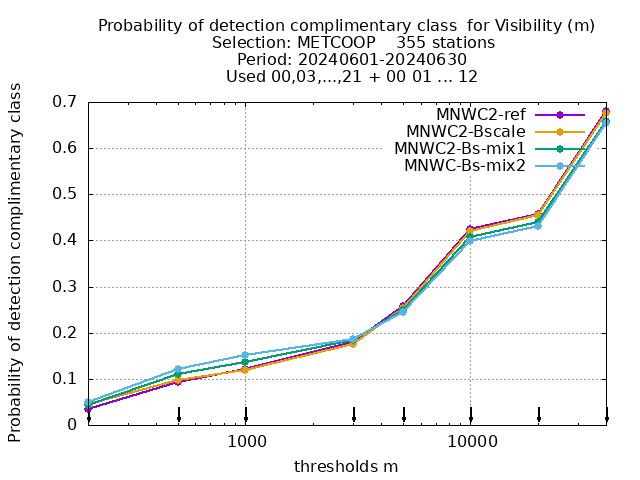 Probability of detection complimentary class  for Visibility (m)
Selection: METCOOP    355 stations
Period: 20240601-20240630
Used 00,03,...,21 + 00 01 ... 12
Probability of detection complimentary class
0.7
0.6
0.5
0.4
0.3
0.2
0.1
0
MNWC2-ref
MNWC2-Bscale
MNWC2-Bs-mix1
MNWC-Bs-mix2
1000
10000
thresholds m